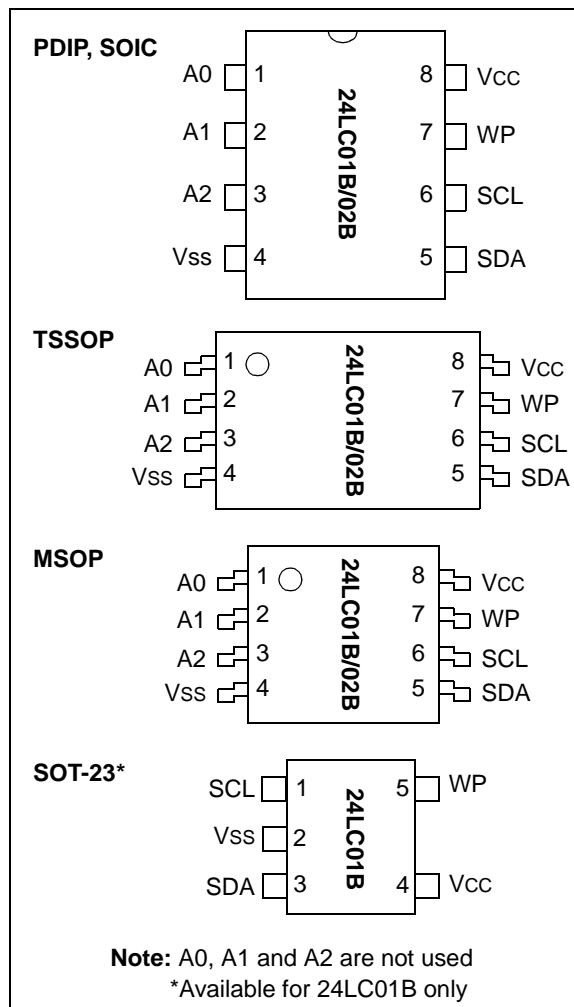 PDIP, SOIC
A0 1 8 VCC
A1 2 7 WP
A2 3 6 SCL
VSS 4 5 SDA
24LC01B/02B
TSSOP
A0 1 8 VCC
A1 2 7 WP
A2 3 6 SCL
VSS 4 5 SDA
24LC01B/02B
MSOP
A0 1 8 VCC
A1 2 7 WP
A2 3 6 SCL
VSS 4 5 SDA
24LC01B/02B
SOT-23*
SCL 1 5 WP
VSS 2
SDA 3 4 VCC
24LC01B
Note: A0, A1 and A2 are not used
*Available for 24LC01B only